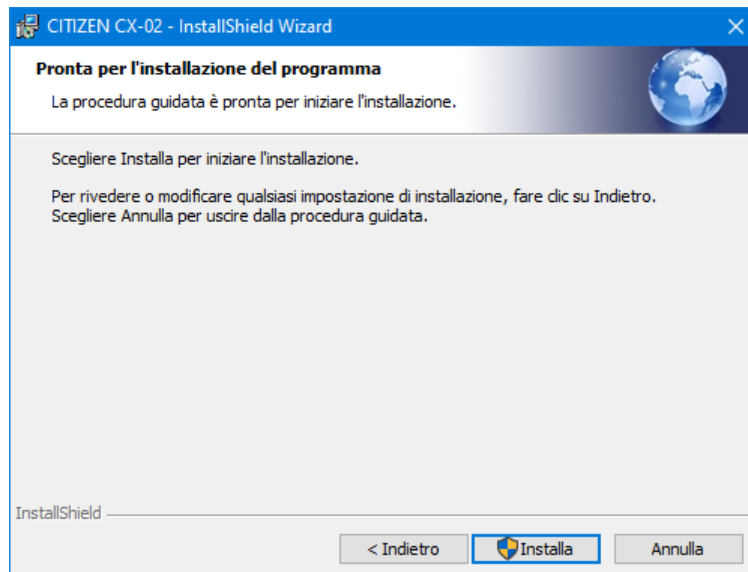 CITIZEN CX-02 - InstallShield Wizard
Pronta per l'installazione del programma
La procedura guidata è pronta per iniziare l'installazione.
Scegliere Installa per iniziare l'installazione.
Per rivedere o modificare qualsiasi impostazione di installazione, fare clic su Indietro.
Scegliere Annulla per uscire dalla procedura guidata.
InstallShield
< Indietro
Installa
Annulla